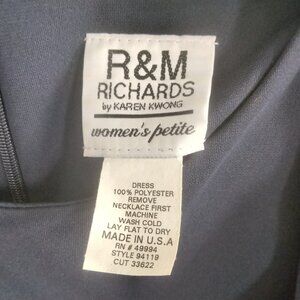 R&M
RICHARDS
by KAREN KWONG
women's petite
DRESS
100% POLYESTER
REMOVE
NECKLACE FIRST
MACHINE
WASH COLD
LAY FLAT TO DRY
MADE IN U.S.A
RN # 49994
STYLE 94119
CUT 33622